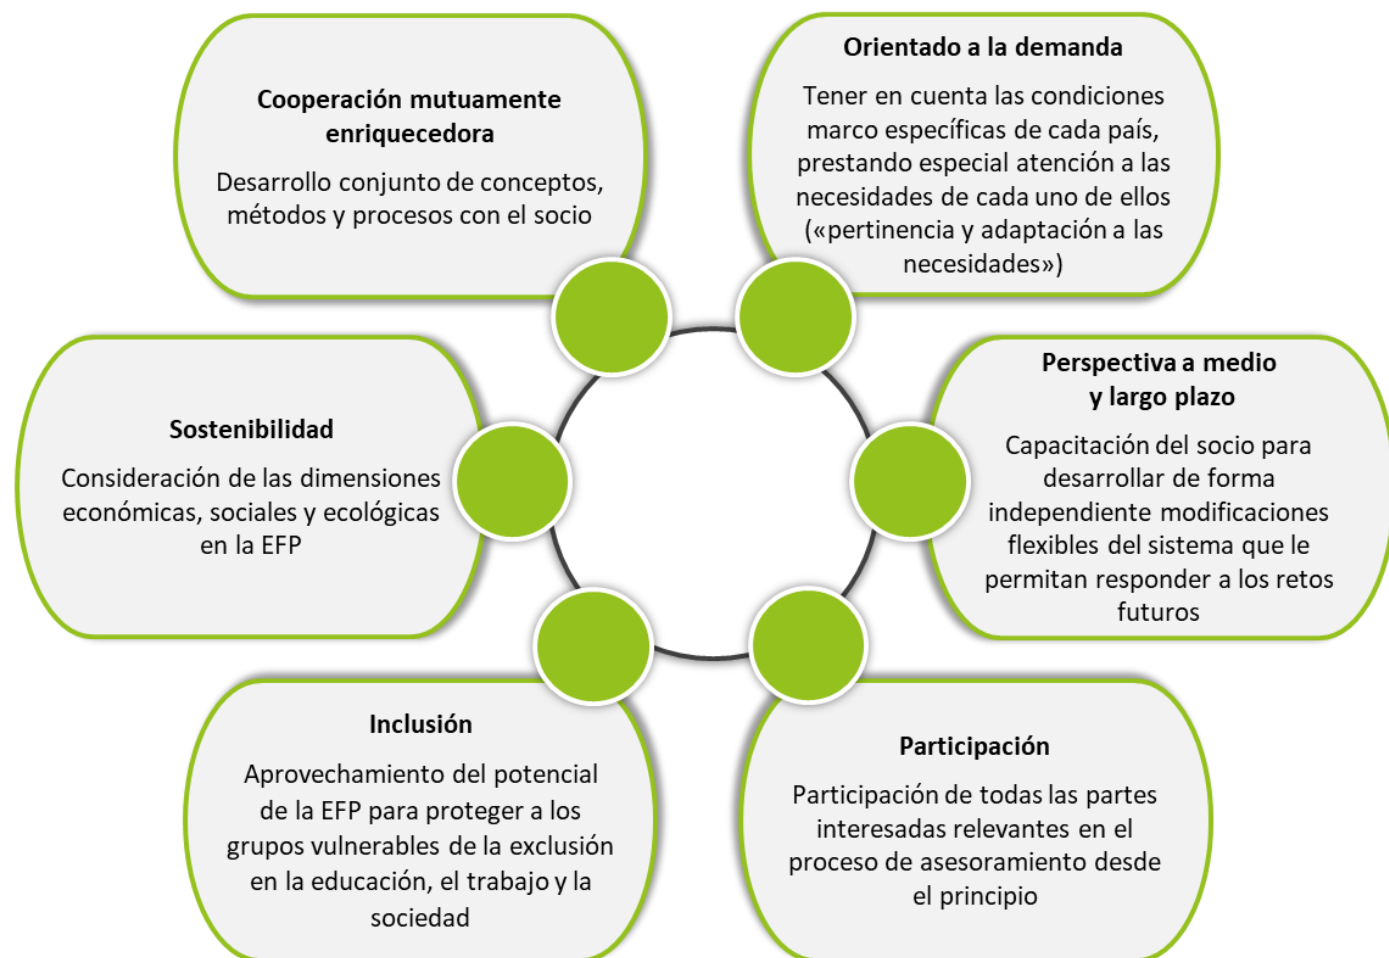 Cooperación mutuamente
enriquecedora
Desarrollo conjunto de conceptos,
métodos y procesos con el socio
Orientado a la demanda
Tener en cuenta las condiciones
marco específicas de cada país,
prestando especial atención a las
necesidades de cada uno de ellos
(«pertinencia y adaptación a las
necesidades»)
Sostenibilidad
Consideración de las dimensiones
económicas, sociales y ecológicas
en la EFP
Perspectiva a medio
y largo plazo
Capacitación del socio para
desarrollar de forma
independiente modificaciones
flexibles del sistema que le
permitan responder a los retos
futuros
Inclusión
Aprovechamiento del potencial
de la EFP para proteger a los
grupos vulnerables de la exclusión
en la educación, el trabajo y la
sociedad
Participación
Participación de todas las partes
interesadas relevantes en el
proceso de asesoramiento desde
el principio